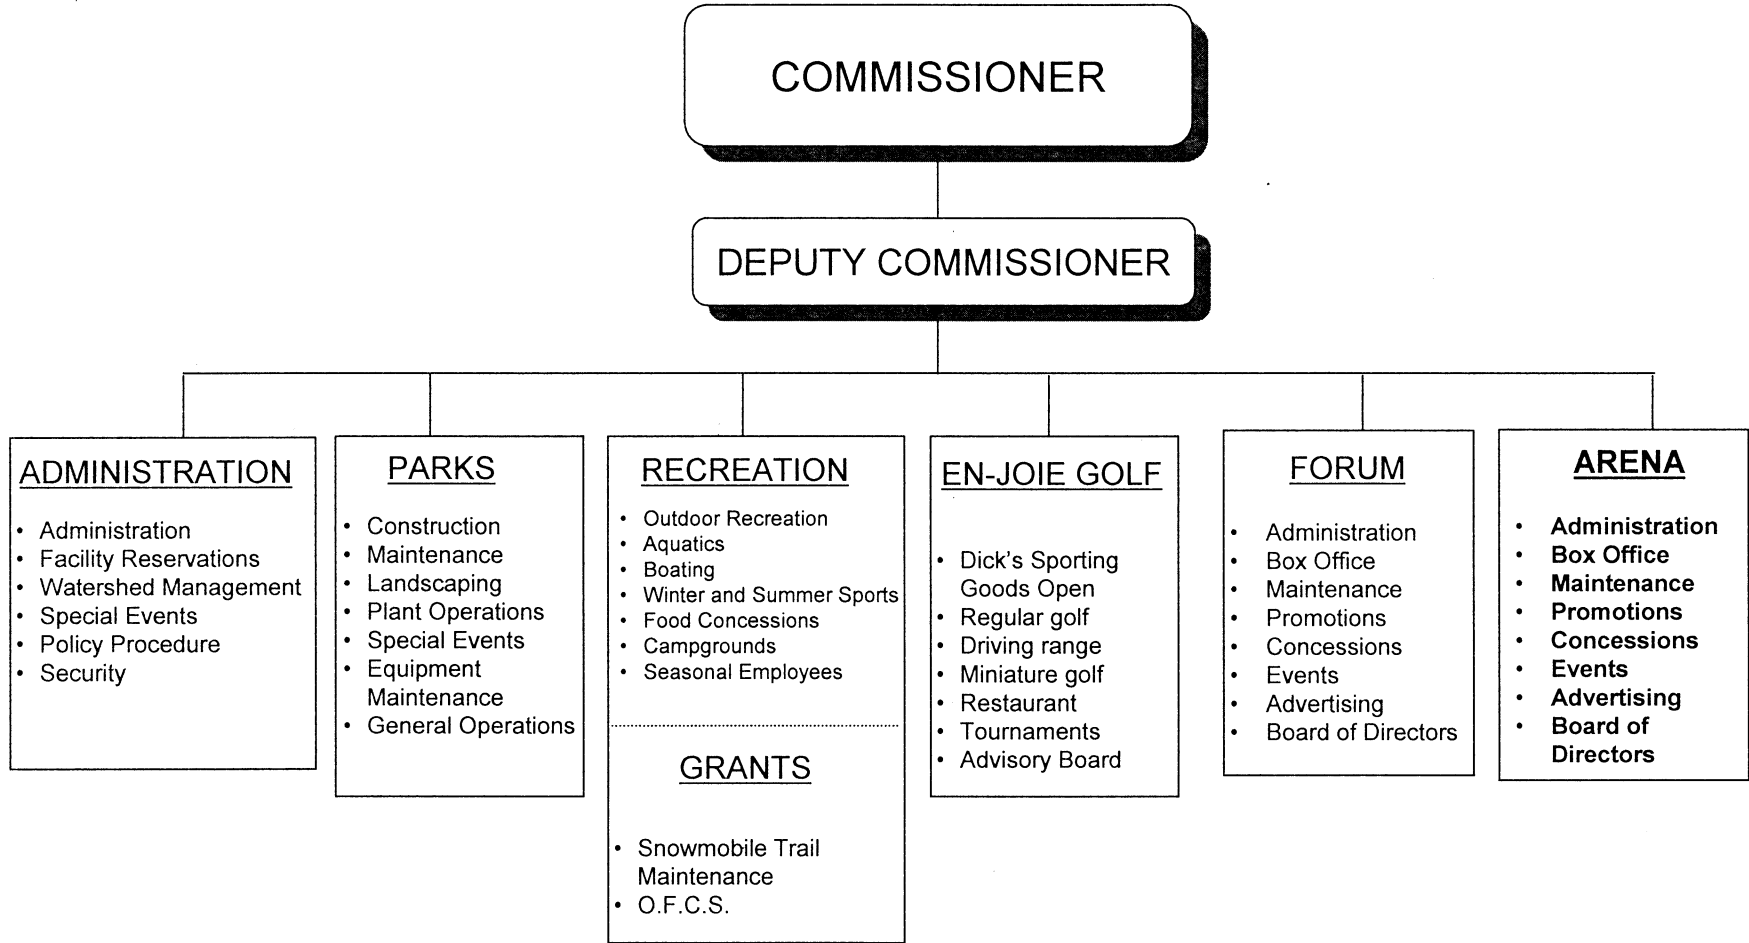 COMMISSIONER
DEPUTY COMMISSIONER
ADMINISTRATION
• Administration
• Facility Reservations
• Watershed Management
• Special Events
• Policy Procedure
• Security
PARKS
• Construction
• Maintenance
• Landscaping
• Plant Operations
• Special Events
• Equipment
Maintenance
• General Operations
RECREATION
• Outdoor Recreation
• Aquatics
• Boating
• Winter and Summer Sports
• Food Concessions
• Campgrounds
• Seasonal Employees
GRANTS
• Snowmobile Trail
Maintenance
• O.F.C.S.
EN-JOIE GOLF
• Dick's Sporting
Goods Open
• Regular golf
• Driving range
• Miniature golf
• Restaurant
• Tournaments
• Advisory Board
FORUM
• Administration
• Box Office
• Maintenance
• Promotions
• Concessions
• Events
• Advertising
• Board of Directors
ARENA
• Administration
• Box Office
• Maintenance
• Promotions
• Concessions
• Events
• Advertising
• Board of
Directors